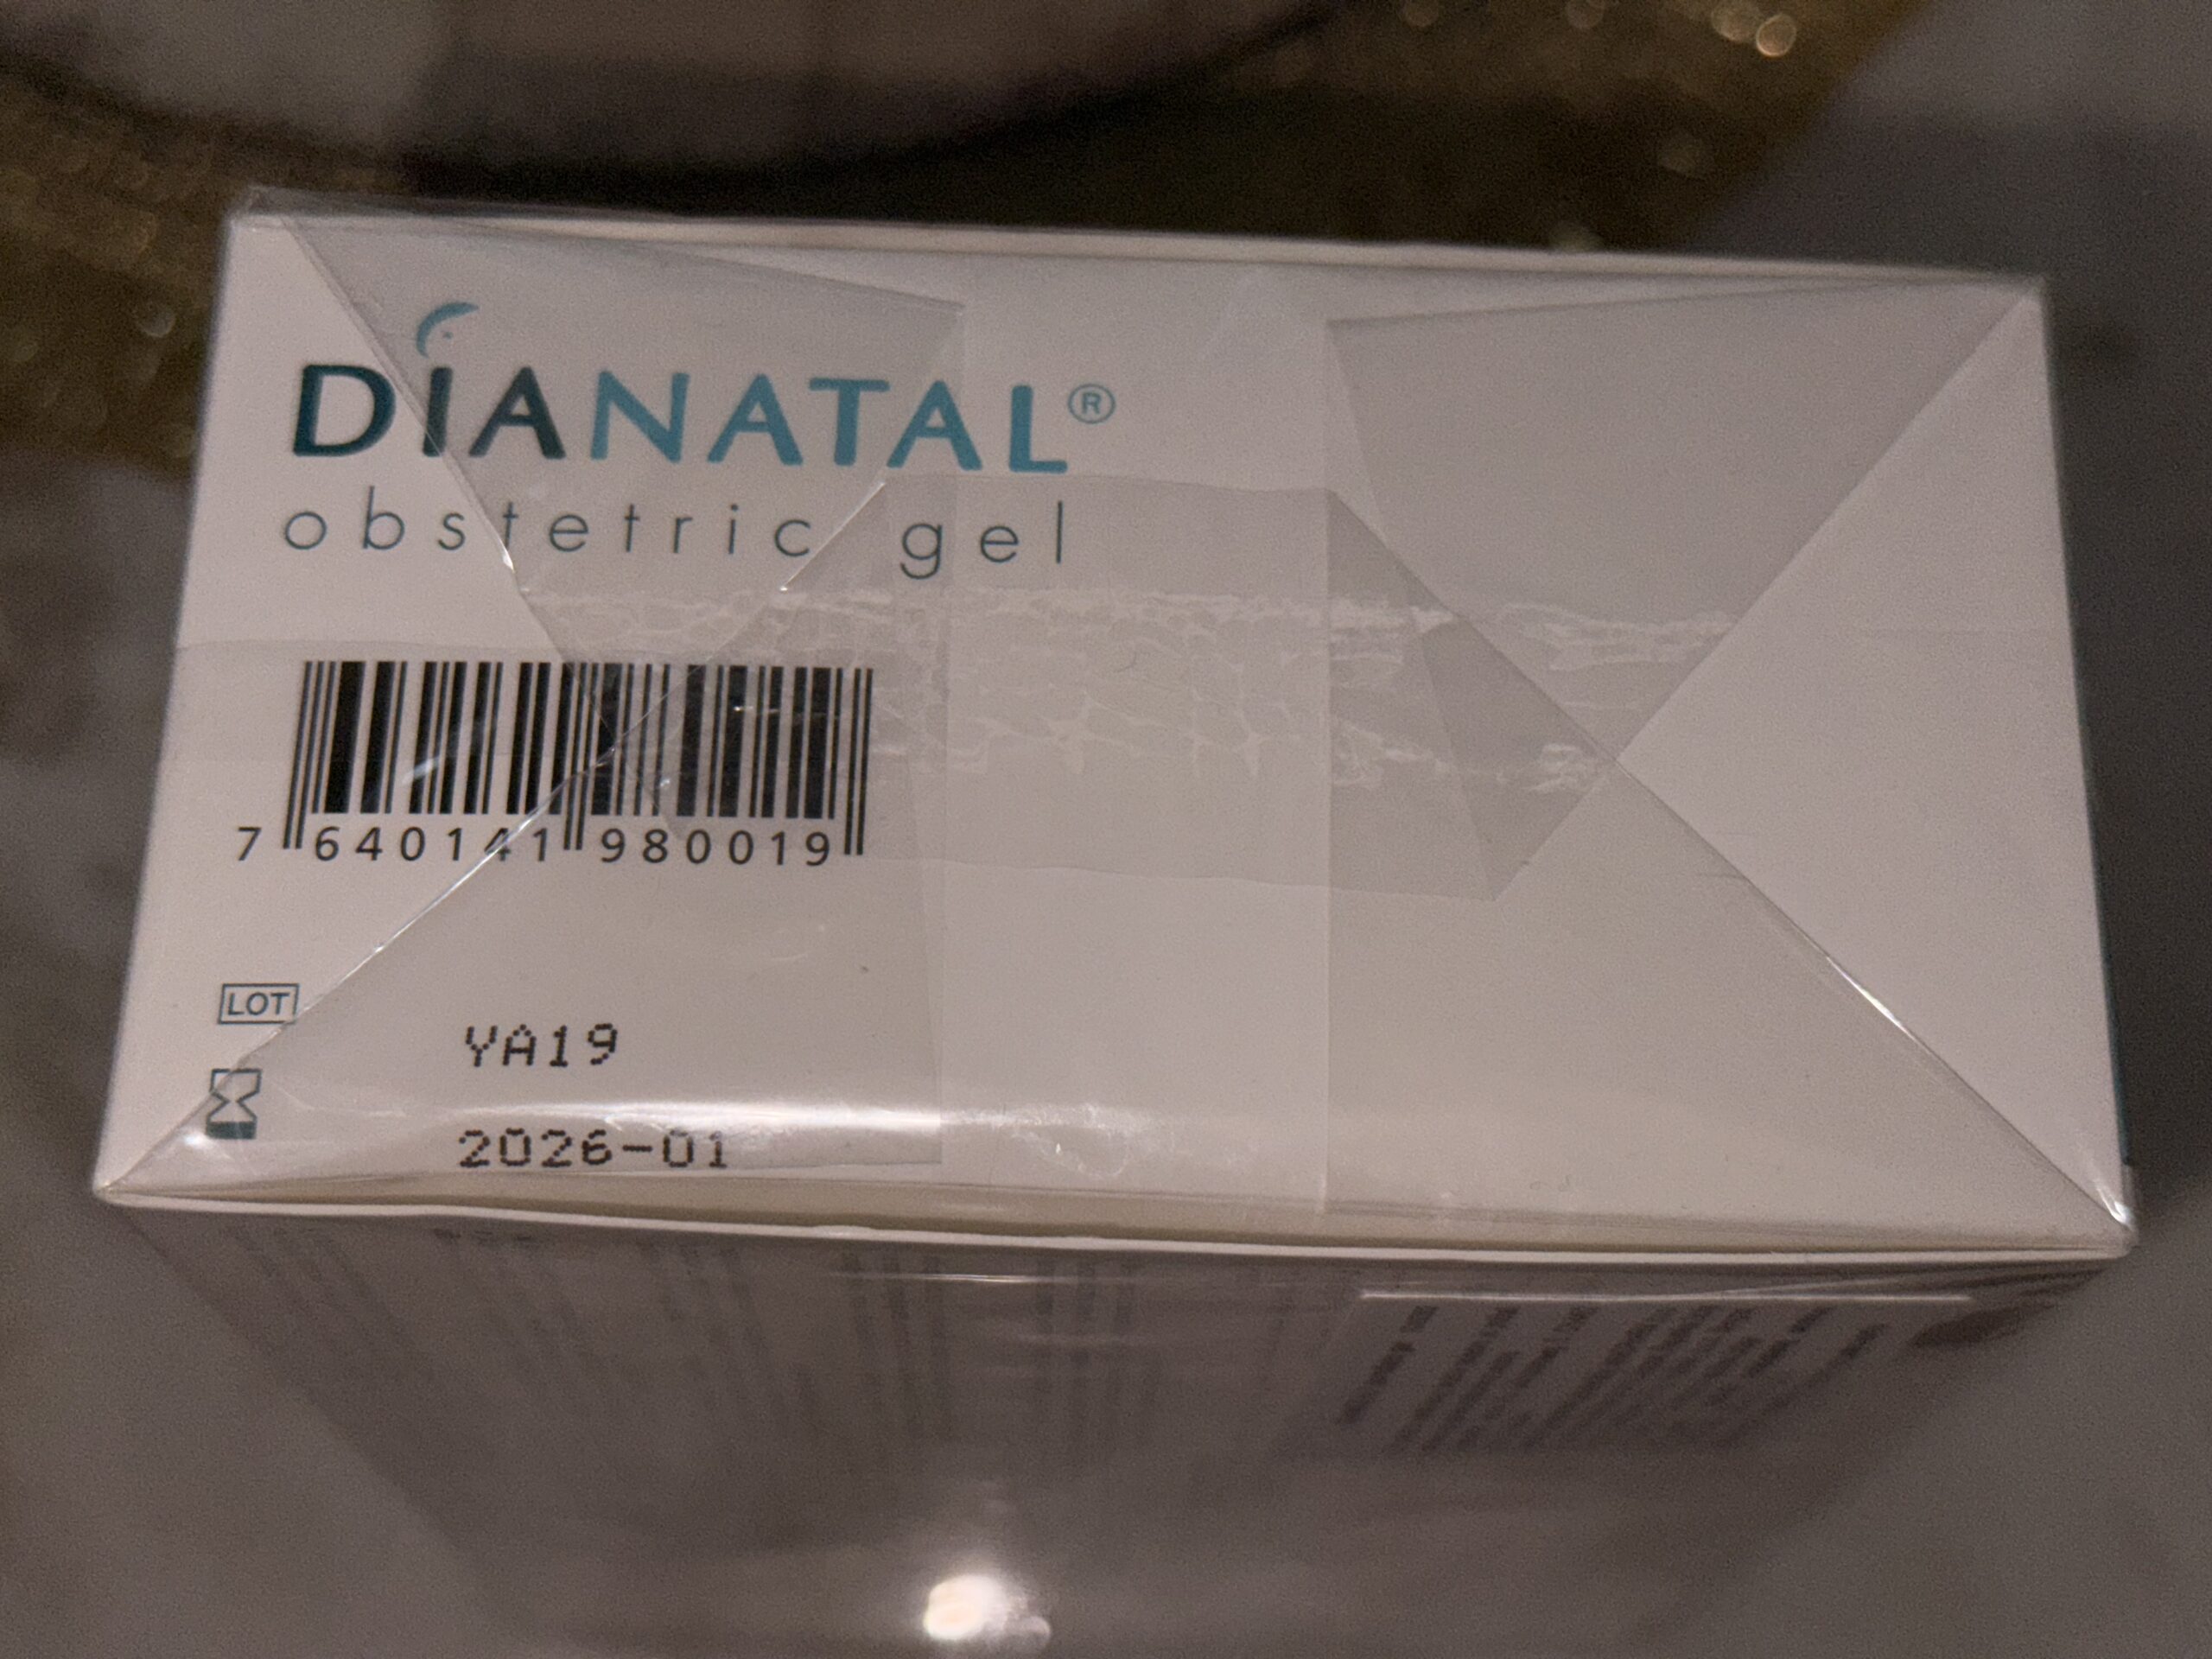 DIANATAL®
obstetric gel
7 640141 980019
LOT
YA19
2026-01